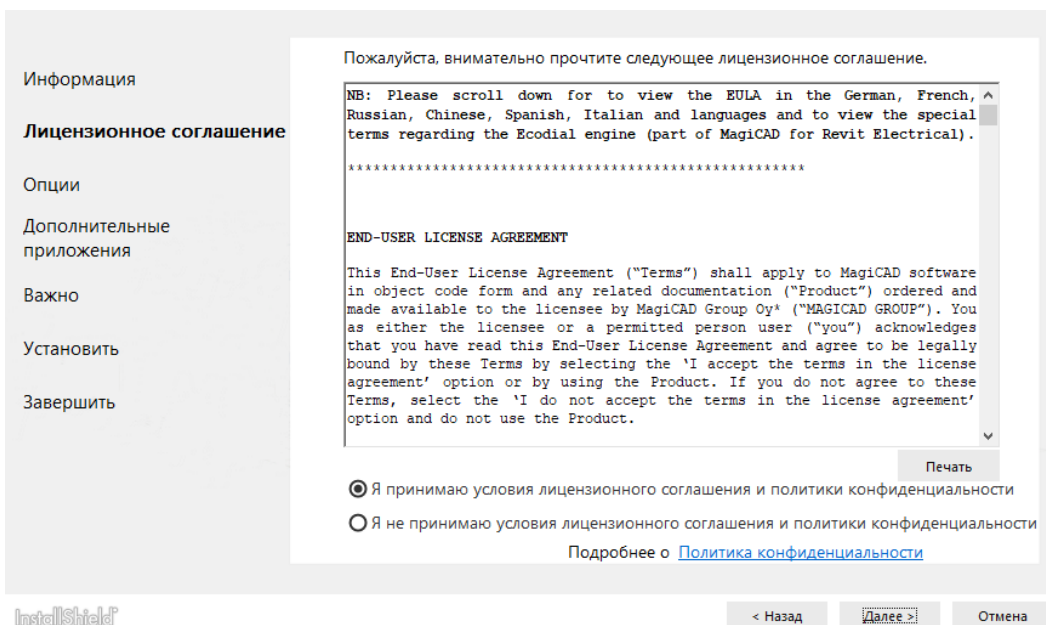 Информация
Лицензионное соглашение
Опции
Дополнительные
приложения
Важно
Установить
Завершить
Пожалуйста, внимательно прочтите следующее лицензионное соглашение.
NB: Please scroll down for to view the EULA in the German, French,
Russian, Chinese, Spanish, Italian and languages and to view the special
terms regarding the Ecodial engine (part of MagiCAD for Revit Electrical).
******************************************************
END-USER LICENSE AGREEMENT
This End-User License Agreement (“Terms”) shall apply to MagiCAD software
in object code form and any related documentation (“Product”) ordered and
made available to the licensee by MagiCAD Group Oy* (“MAGICAD GROUP”). You
as either the licensee or a permitted person user (“you”) acknowledges
that you have read this End-User License Agreement and agree to be legally
bound by these Terms by selecting the ‘I accept the terms in the license
agreement’ option or by using the Product. If you do not agree to these
Terms, select the ‘I do not accept the terms in the license agreement’
option and do not use the Product.
Печать
Я принимаю условия лицензионного соглашения и политики конфиденциальности
Я не принимаю условия лицензионного соглашения и политики конфиденциальности
Подробнее о Политика конфиденциальности
InstallShield
< Назад Далее > Отмена